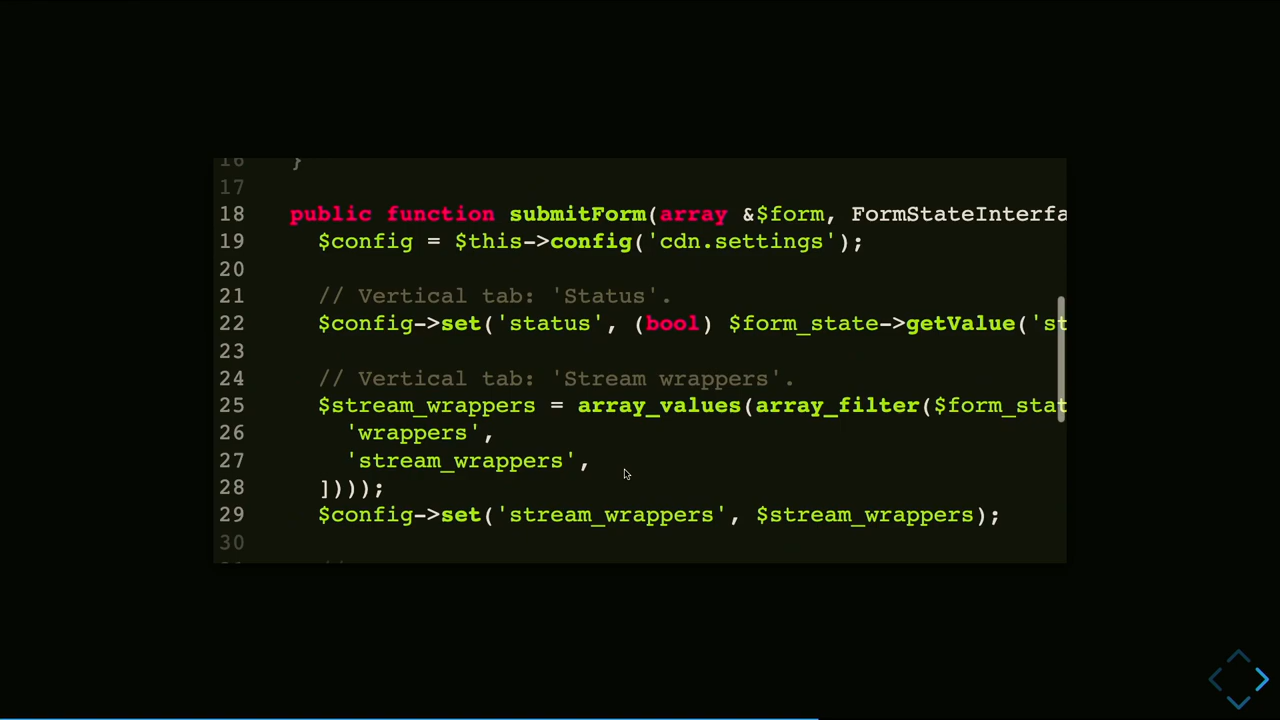 16   }
17
18   public function submitForm(array &$form, FormStateInterfa
19     $config = $this->config('cdn.settings');
20
21     // Vertical tab: 'Status'.
22     $config->set('status', (bool) $form_state->getValue('st
23
24     // Vertical tab: 'Stream wrappers'.
25     $stream_wrappers = array_values(array_filter($form_stat
26       'wrappers',
27       'stream_wrappers',
28     ])));
29     $config->set('stream_wrappers', $stream_wrappers);
30